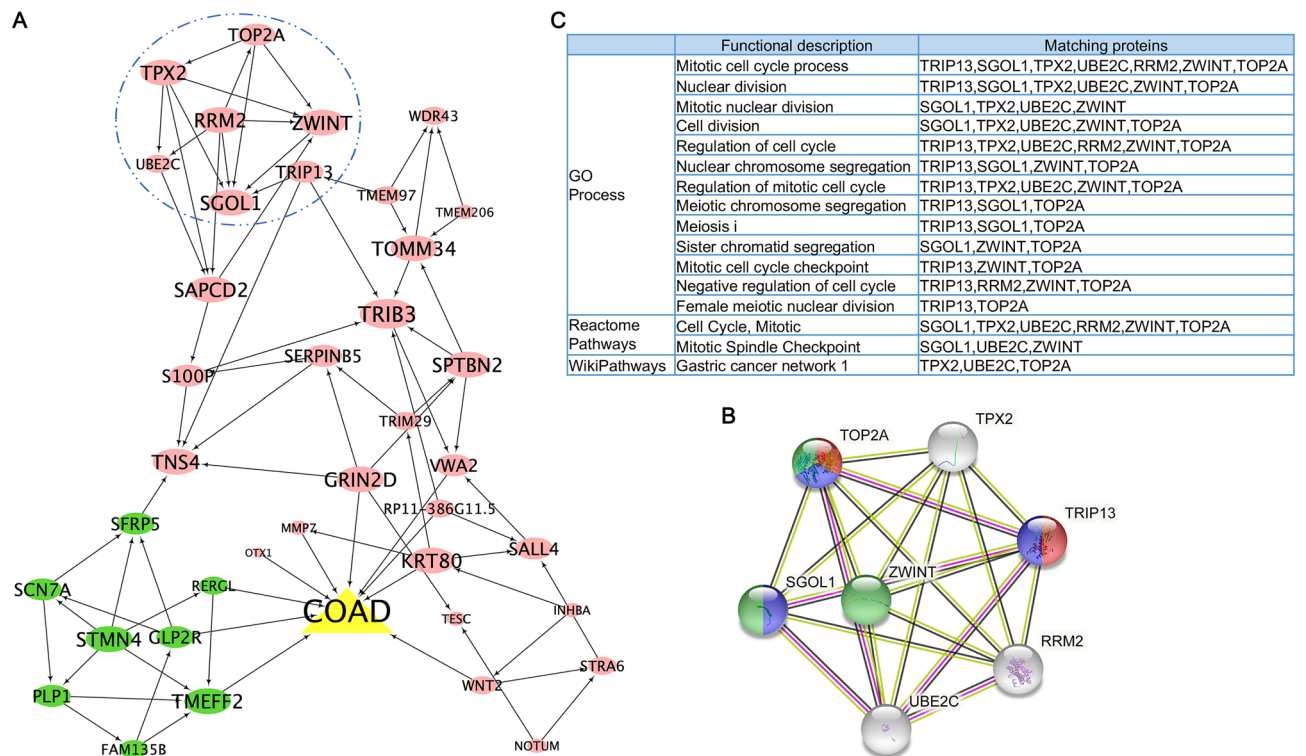 A
TOP2A
TPX2
RRM2
ZWINT
UBE2C
TRIP13
SGOL1
WDR43
TMEM97
TMEM206
TOMM34
SAPCD2
TRIB3
SERPINB5
SPTBN2
S100P
TRIM29
TNS4
GRIN2D
VWA2
RP11-386G11.5
SFRP5
MMP7
OTX1
KRT80
SALL4
SCN7A
RERGL
COAD
TESC
INHBA
STMN4
GLP2R
STRA6
WNT2
PLP1
TMEFF2
FAM135B
NOTUM
C
Functional description Matching proteins
GO Process
Mitotic cell cycle process TRIP13,SGOL1,TPX2,UBE2C,RRM2,ZWINT,TOP2A
Nuclear division TRIP13,SGOL1,TPX2,UBE2C,ZWINT,TOP2A
Mitotic nuclear division SGOL1,TPX2,UBE2C,ZWINT
Cell division SGOL1,TPX2,UBE2C,ZWINT,TOP2A
Regulation of cell cycle TRIP13,TPX2,UBE2C,RRM2,ZWINT,TOP2A
Nuclear chromosome segregation TRIP13,SGOL1,ZWINT,TOP2A
Regulation of mitotic cell cycle TRIP13,TPX2,UBE2C,ZWINT,TOP2A
Meiotic chromosome segregation TRIP13,SGOL1,TOP2A
Meiosis i TRIP13,SGOL1,TOP2A
Sister chromatid segregation SGOL1,ZWINT,TOP2A
Mitotic cell cycle checkpoint TRIP13,ZWINT,TOP2A
Negative regulation of cell cycle TRIP13,RRM2,ZWINT,TOP2A
Female meiotic nuclear division TRIP13,TOP2A
Reactome Pathways
Cell Cycle, Mitotic SGOL1,TPX2,UBE2C,RRM2,ZWINT,TOP2A
Mitotic Spindle Checkpoint SGOL1,UBE2C,ZWINT
WikiPathways Gastric cancer network 1 TPX2,UBE2C,TOP2A
B
TPX2
TOP2A
TRIP13
SGOL1
ZWINT
RRM2
UBE2C